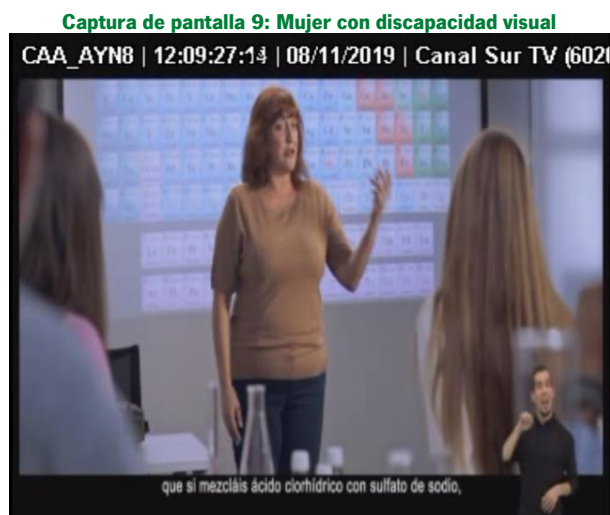 Captura de pantalla 9: Mujer con discapacidad visual
CAA_AYN8 | 12:09:27:14 | 08/11/2019 | Canal Sur TV (602
que si mezcláis ácido clorhídrico con sulfato de sodio,